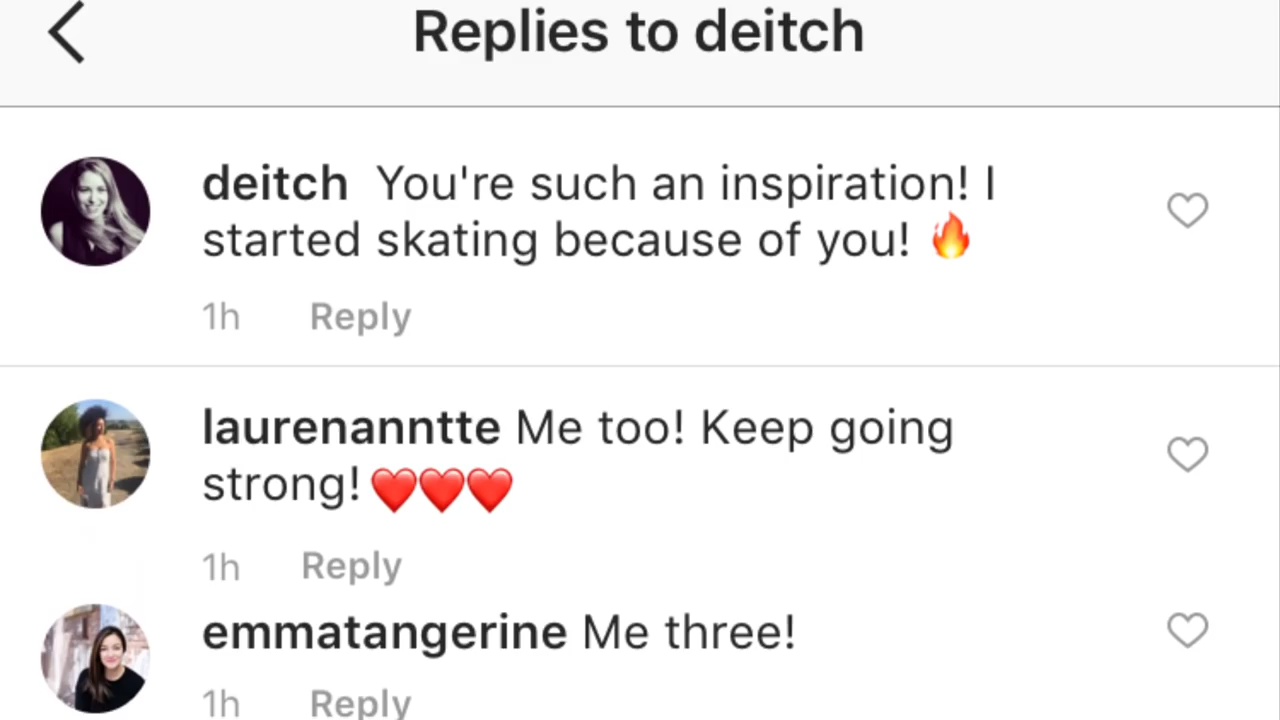 Replies to deitch
deitch You're such an inspiration! I
started skating because of you! 🔥
1h Reply
laurenanntte Me too! Keep going
strong! ❤️❤️❤️
1h Reply
emmatangerine Me three!
1h Reply